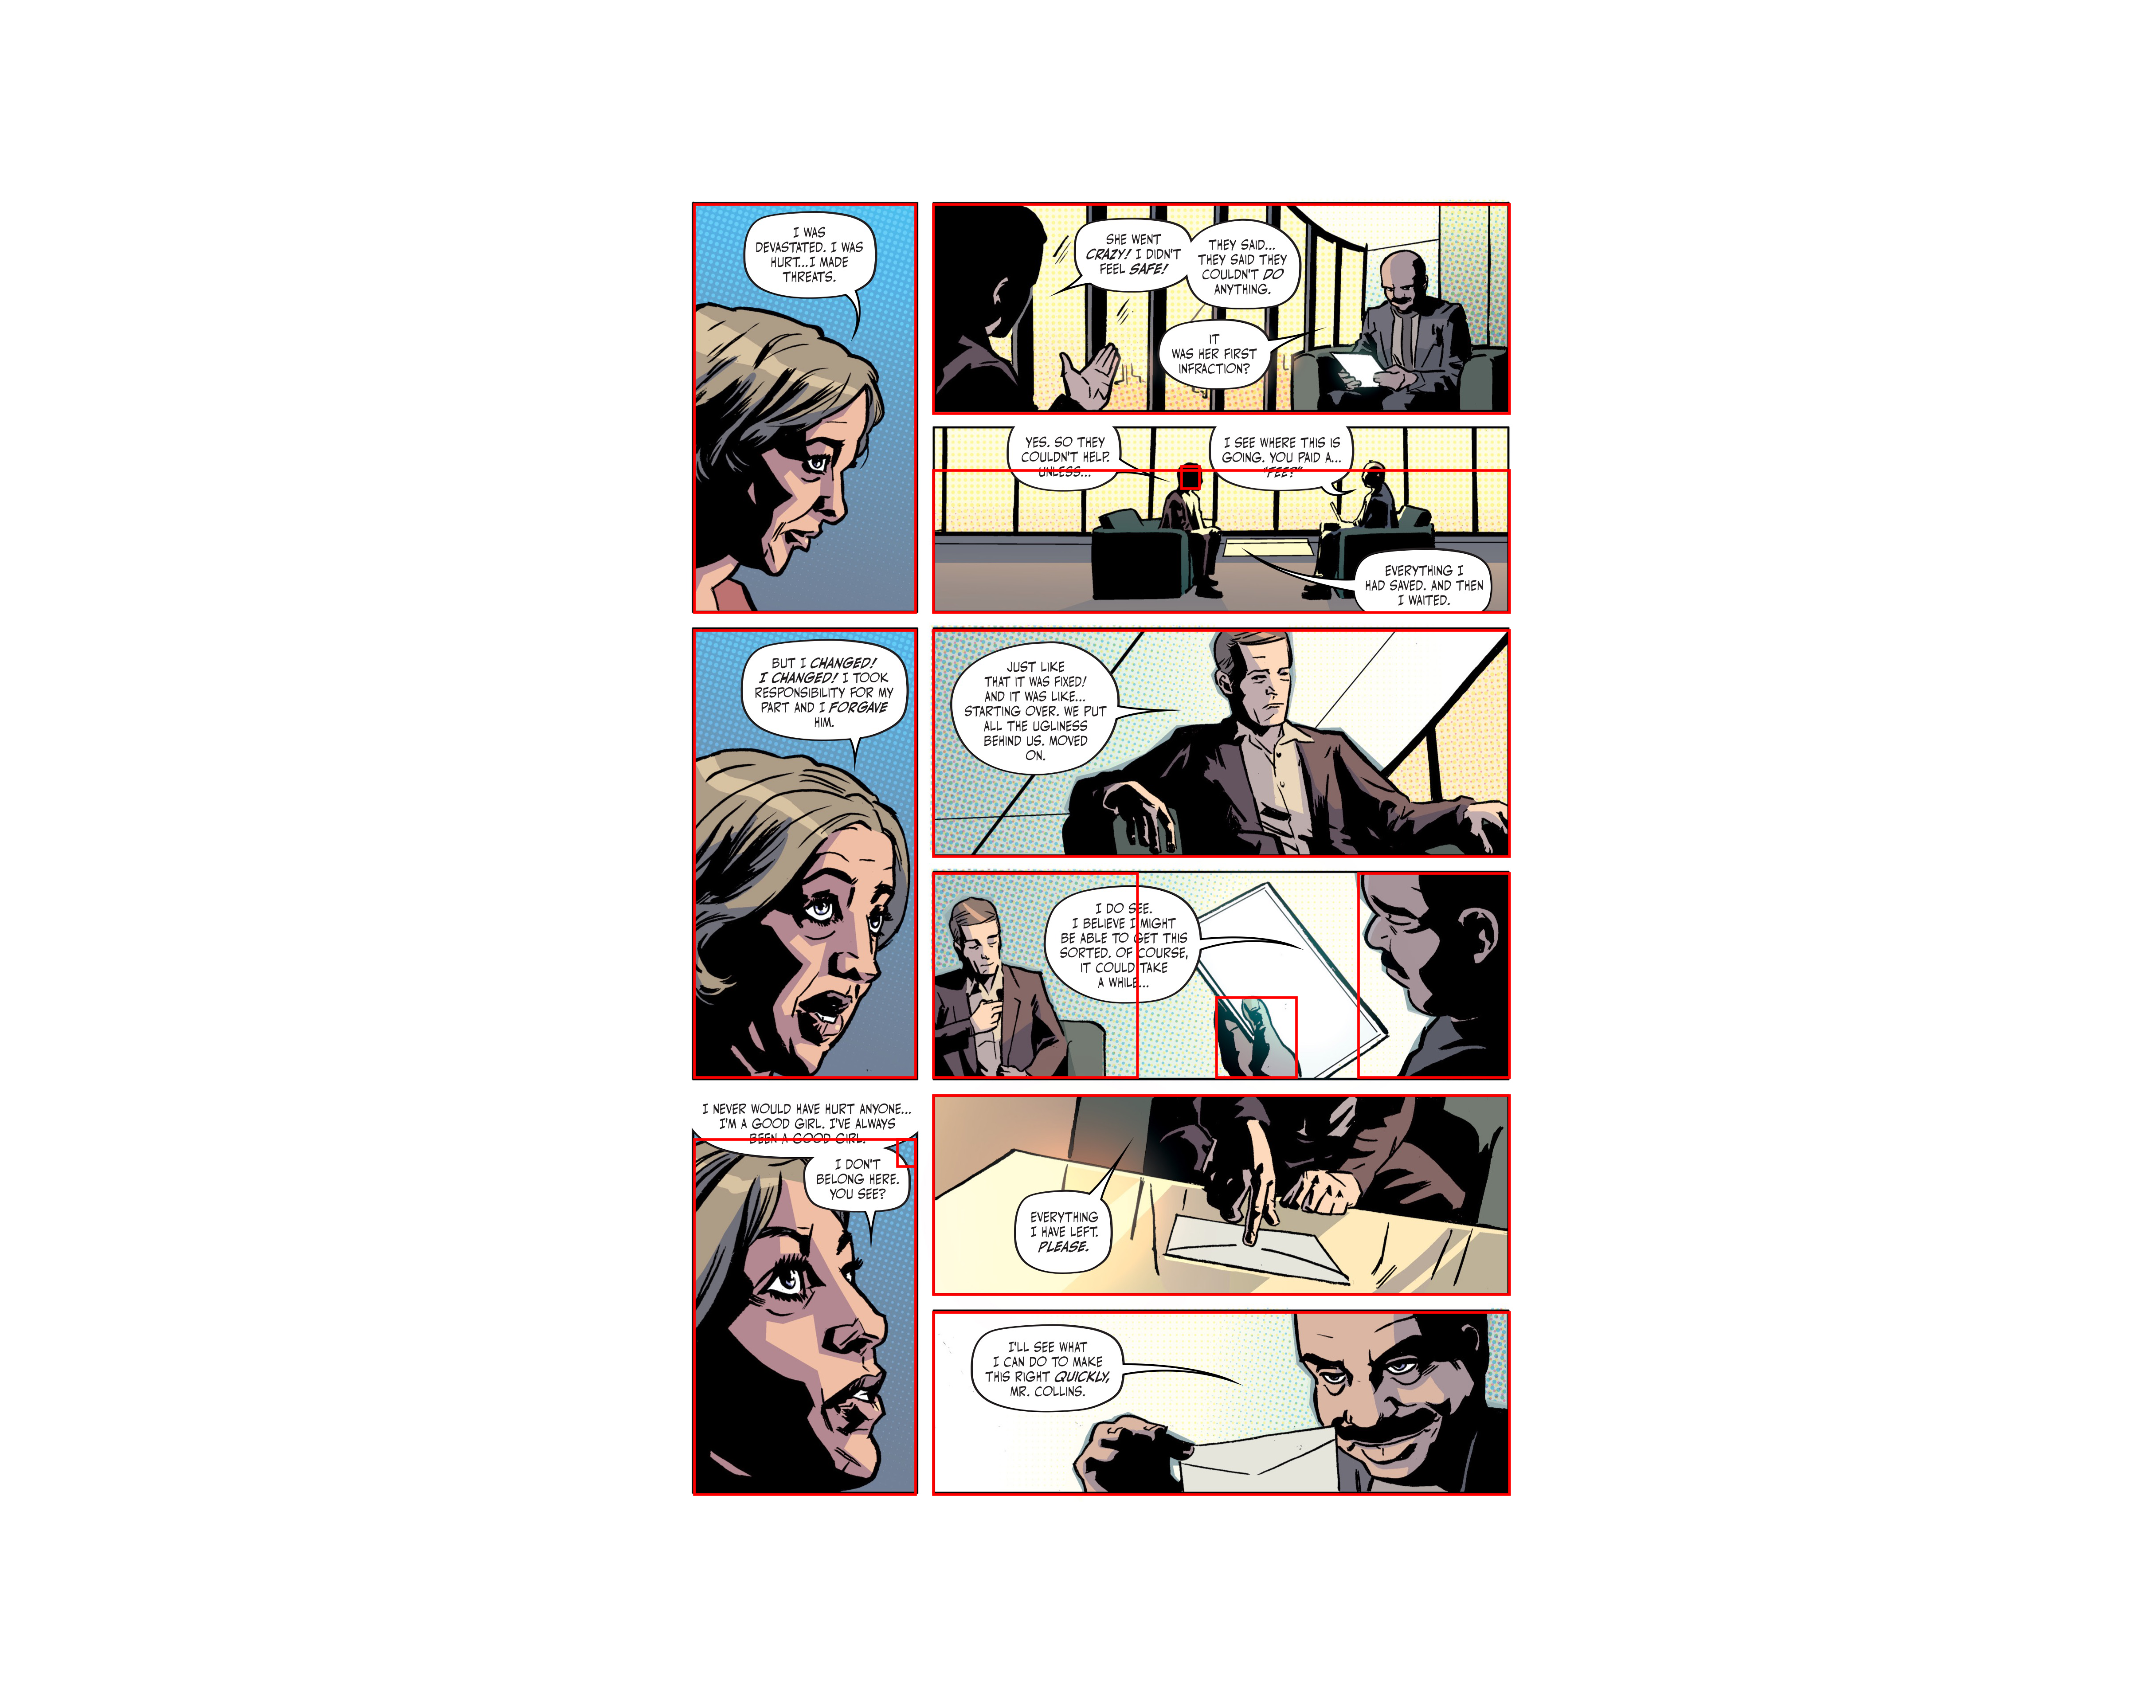 I WAS
DEVASTATED. I WAS
HURT...I MADE
THREATS.
SHE WENT
CRAZY! I DIDN'T
FEEL SAFE!
THEY SAID...
THEY SAID THEY
COULDN'T DO
ANYTHING.
IT
WAS HER FIRST
INFRACTION?
YES. SO THEY
COULDN'T HELP.
UNLESS...
I SEE WHERE THIS IS
GOING. YOU PAID A...
"FEE?"
EVERYTHING I
HAD SAVED. AND THEN
I WAITED.
BUT I CHANGED!
I CHANGED! I TOOK
RESPONSIBILITY FOR MY
PART AND I FORGAVE
HIM.
JUST LIKE
THAT IT WAS FIXED!
AND IT WAS LIKE...
STARTING OVER. WE PUT
ALL THE UGLINESS
BEHIND US. MOVED
ON.
I DO SEE.
I BELIEVE I MIGHT
BE ABLE TO GET THIS
SORTED. OF COURSE,
IT COULD TAKE
A WHILE...
I NEVER WOULD HAVE HURT ANYONE...
I'M A GOOD GIRL. I'VE ALWAYS
BEEN A GOOD GIRL.
I DON'T
BELONG HERE.
YOU SEE?
EVERYTHING
I HAVE LEFT.
PLEASE.
I'LL SEE WHAT
I CAN DO TO MAKE
THIS RIGHT QUICKLY,
MR. COLLINS.